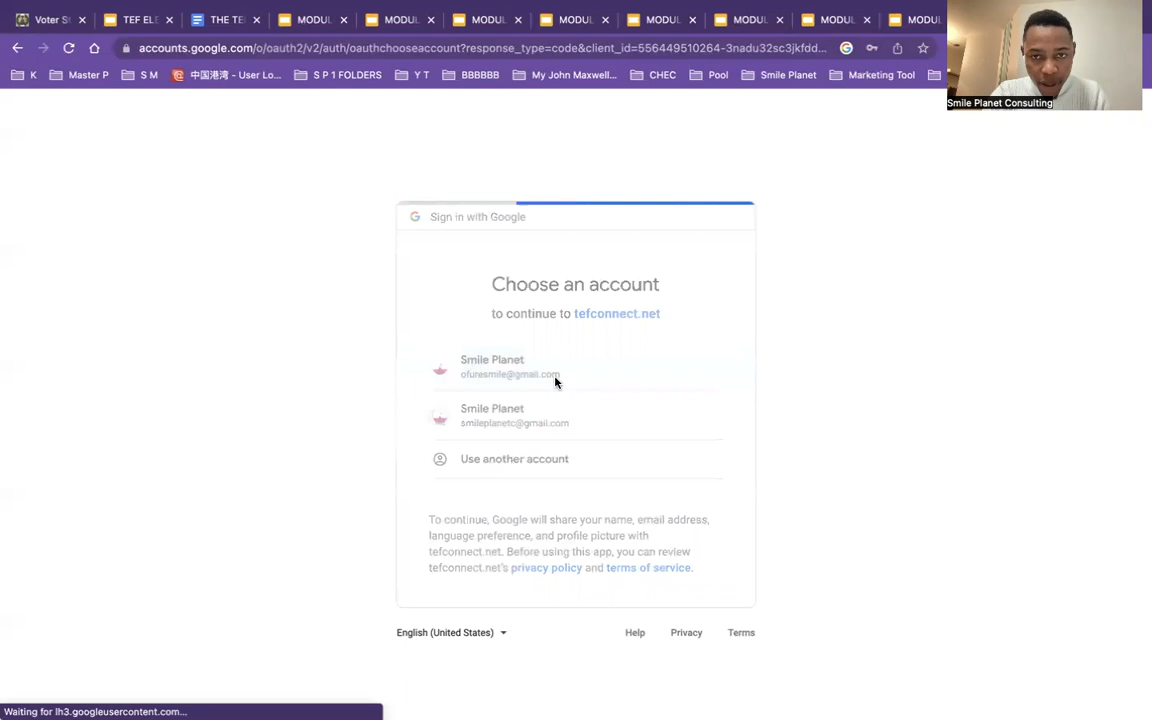 Voter S
TEF ELE
THE TE
MODUL
MODUL
MODUL
MODUL
MODUL
MODUL
MODUL
MODUL
accounts.google.com/o/oauth2/v2/auth/oauthchooseaccount?response_type=code&client_id=556449510264-3nadu32sc3jkfdd...
K
Master P
S M
中国港湾 - User Lo...
S P 1 FOLDERS
Y T
BBBBBB
My John Maxwell...
CHEC
Pool
Smile Planet
Marketing Tool
Smile Planet Consulting
Sign in with Google
Choose an account
to continue to tefconnect.net
Smile Planet
ofuresmile@gmail.com
Smile Planet
smileplanetc@gmail.com
Use another account
To continue, Google will share your name, email address,
language preference, and profile picture with
tefconnect.net. Before using this app, you can review
tefconnect.net's privacy policy and terms of service.
English (United States)
Help
Privacy
Terms
Waiting for lh3.googleusercontent.com...